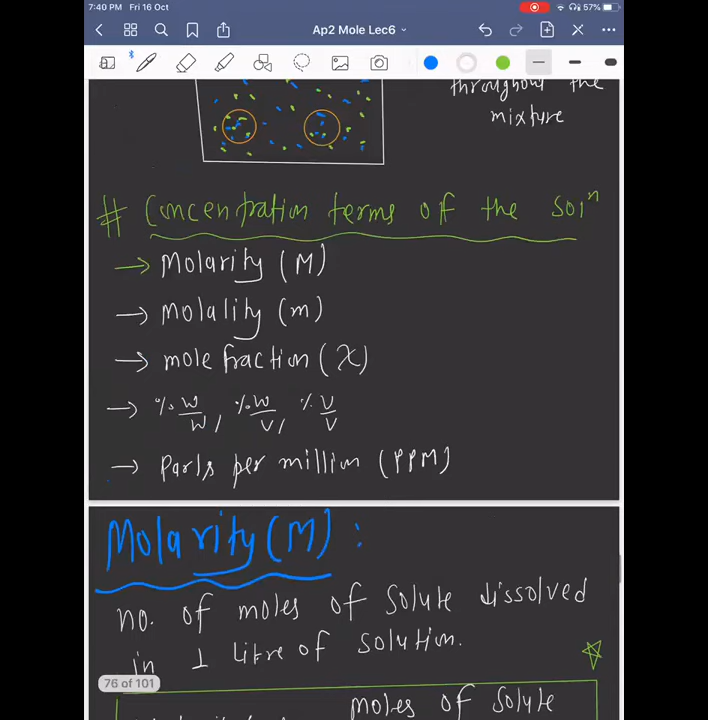 7:40 PM Fri 16 Oct 57%
Ap2 Mole Lec6
throughout the
mixture
# Concentration terms of the Solⁿ
→ Molarity (M)
→ Molality (m)
→ mole fraction (χ)
→ % W/W, % W/V, % V/V
→ Parts per million (PPM)
Molarity (M) :
no. of moles of solute dissolved
in 1 litre of solution.
76 of 101
moles of solute